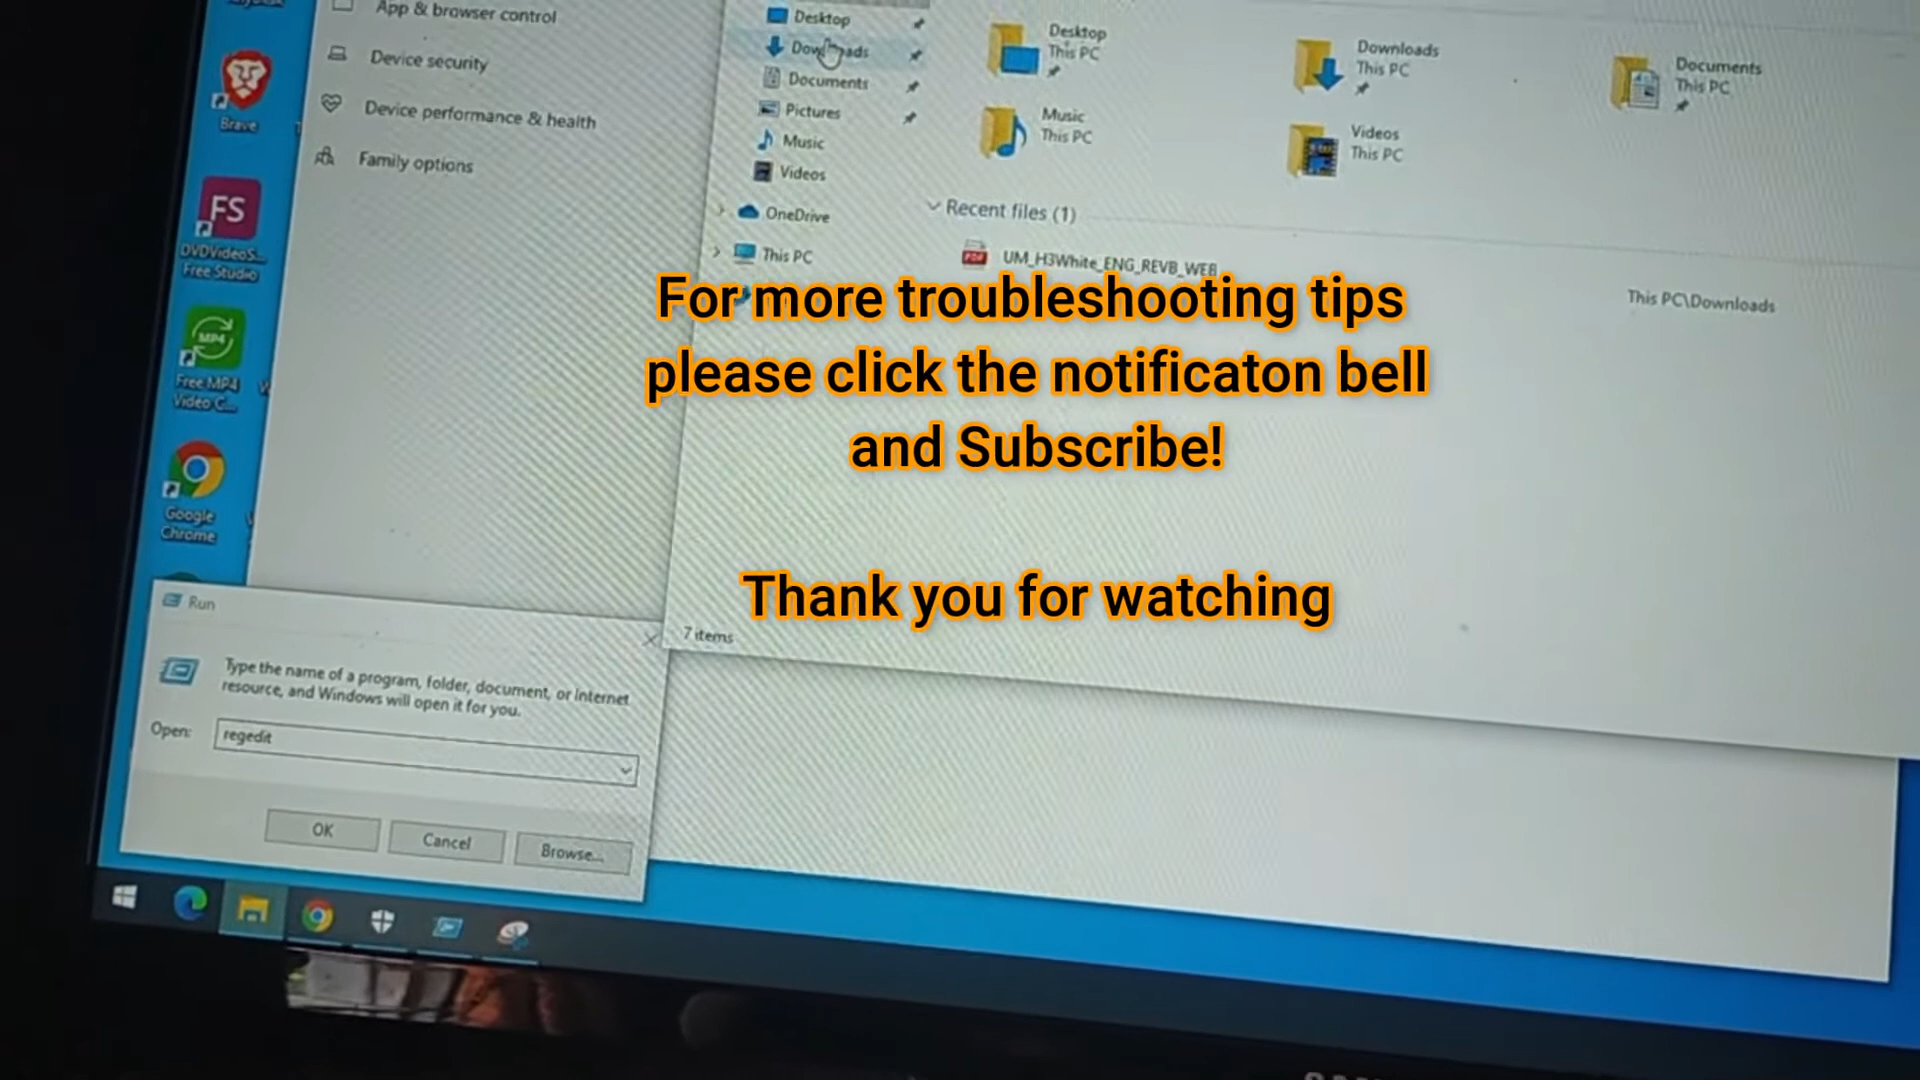 App & browser control
Device security
Device performance & health
Family options
Brave
FS
DVDVideoS...
Free Studio
MP4
Free MP4
Video C...
Google
Chrome
Desktop
Downloads
Documents
Pictures
Music
Videos
OneDrive
This PC
Desktop
This PC
Downloads
This PC
Documents
This PC
Music
This PC
Videos
This PC
Recent files (1)
PDF
UM_H3White_ENG_REVB_WEB
This PC\Downloads
7 items
For more troubleshooting tips
please click the notificaton bell
and Subscribe!
Thank you for watching
Run
Type the name of a program, folder, document, or Internet
resource, and Windows will open it for you.
Open:
regedit
OK
Cancel
Browse...